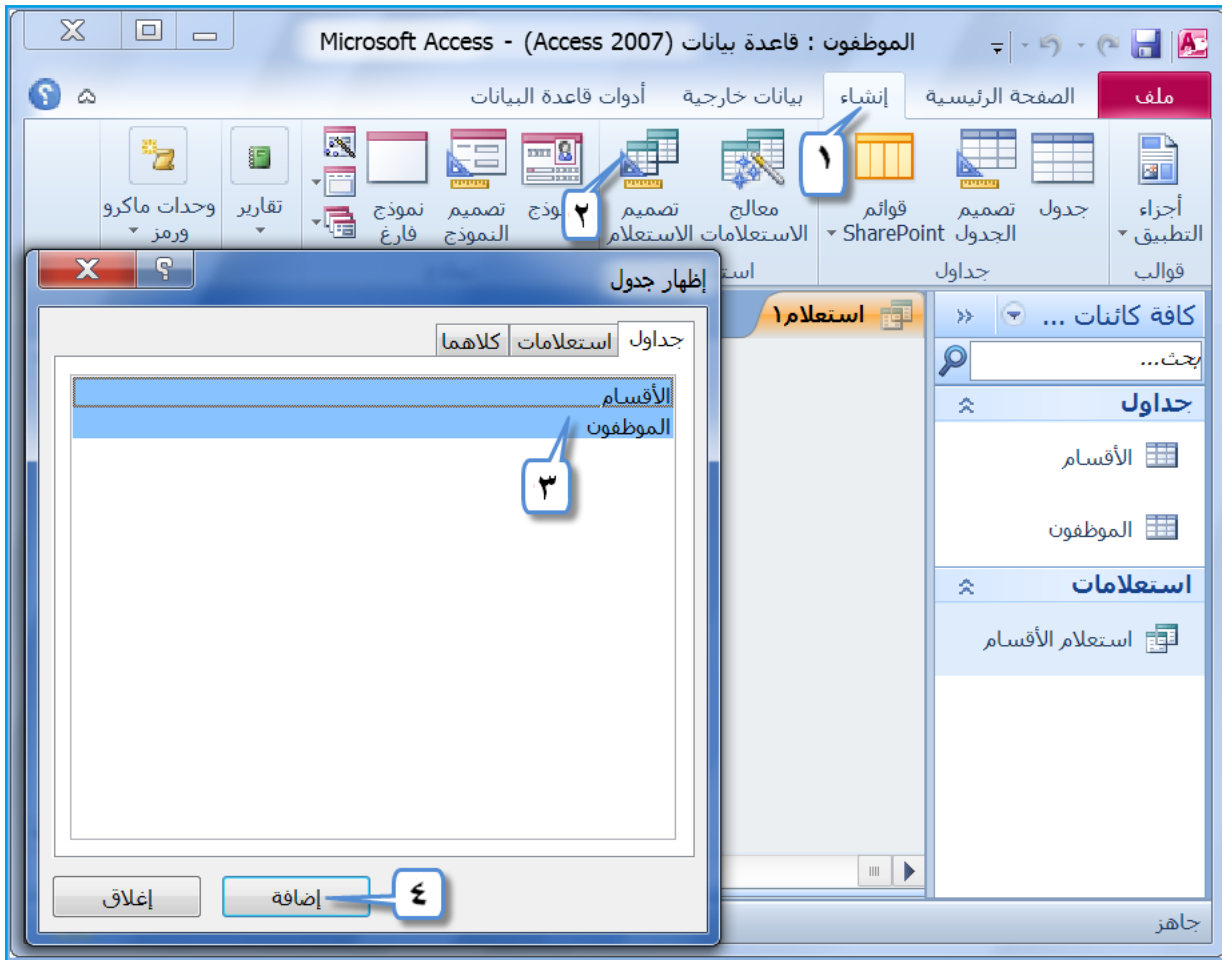 الموظفون : قاعدة بيانات (Access 2007) - Microsoft Access
ملف
الصفحة الرئيسية
إنشاء
بيانات خارجية
أدوات قاعدة البيانات
أجزاء
التطبيق
جدول
تصميم
الجدول
قوائم
SharePoint
معالج
الاستعلامات
تصميم
الاستعلام
تصميم
النموذج
نموذج
فارغ
تقارير
وحدات ماكرو
ورمز
قوالب
جداول
١
٢
كافة كائنات ...
بحث...
جداول
الأقسام
الموظفون
استعلامات
استعلام الأقسام
استعلام١
إظهار جدول
جداول
استعلامات
كلاهما
الأقسام
الموظفون
٣
إضافة
٤
إغلاق
جاهز